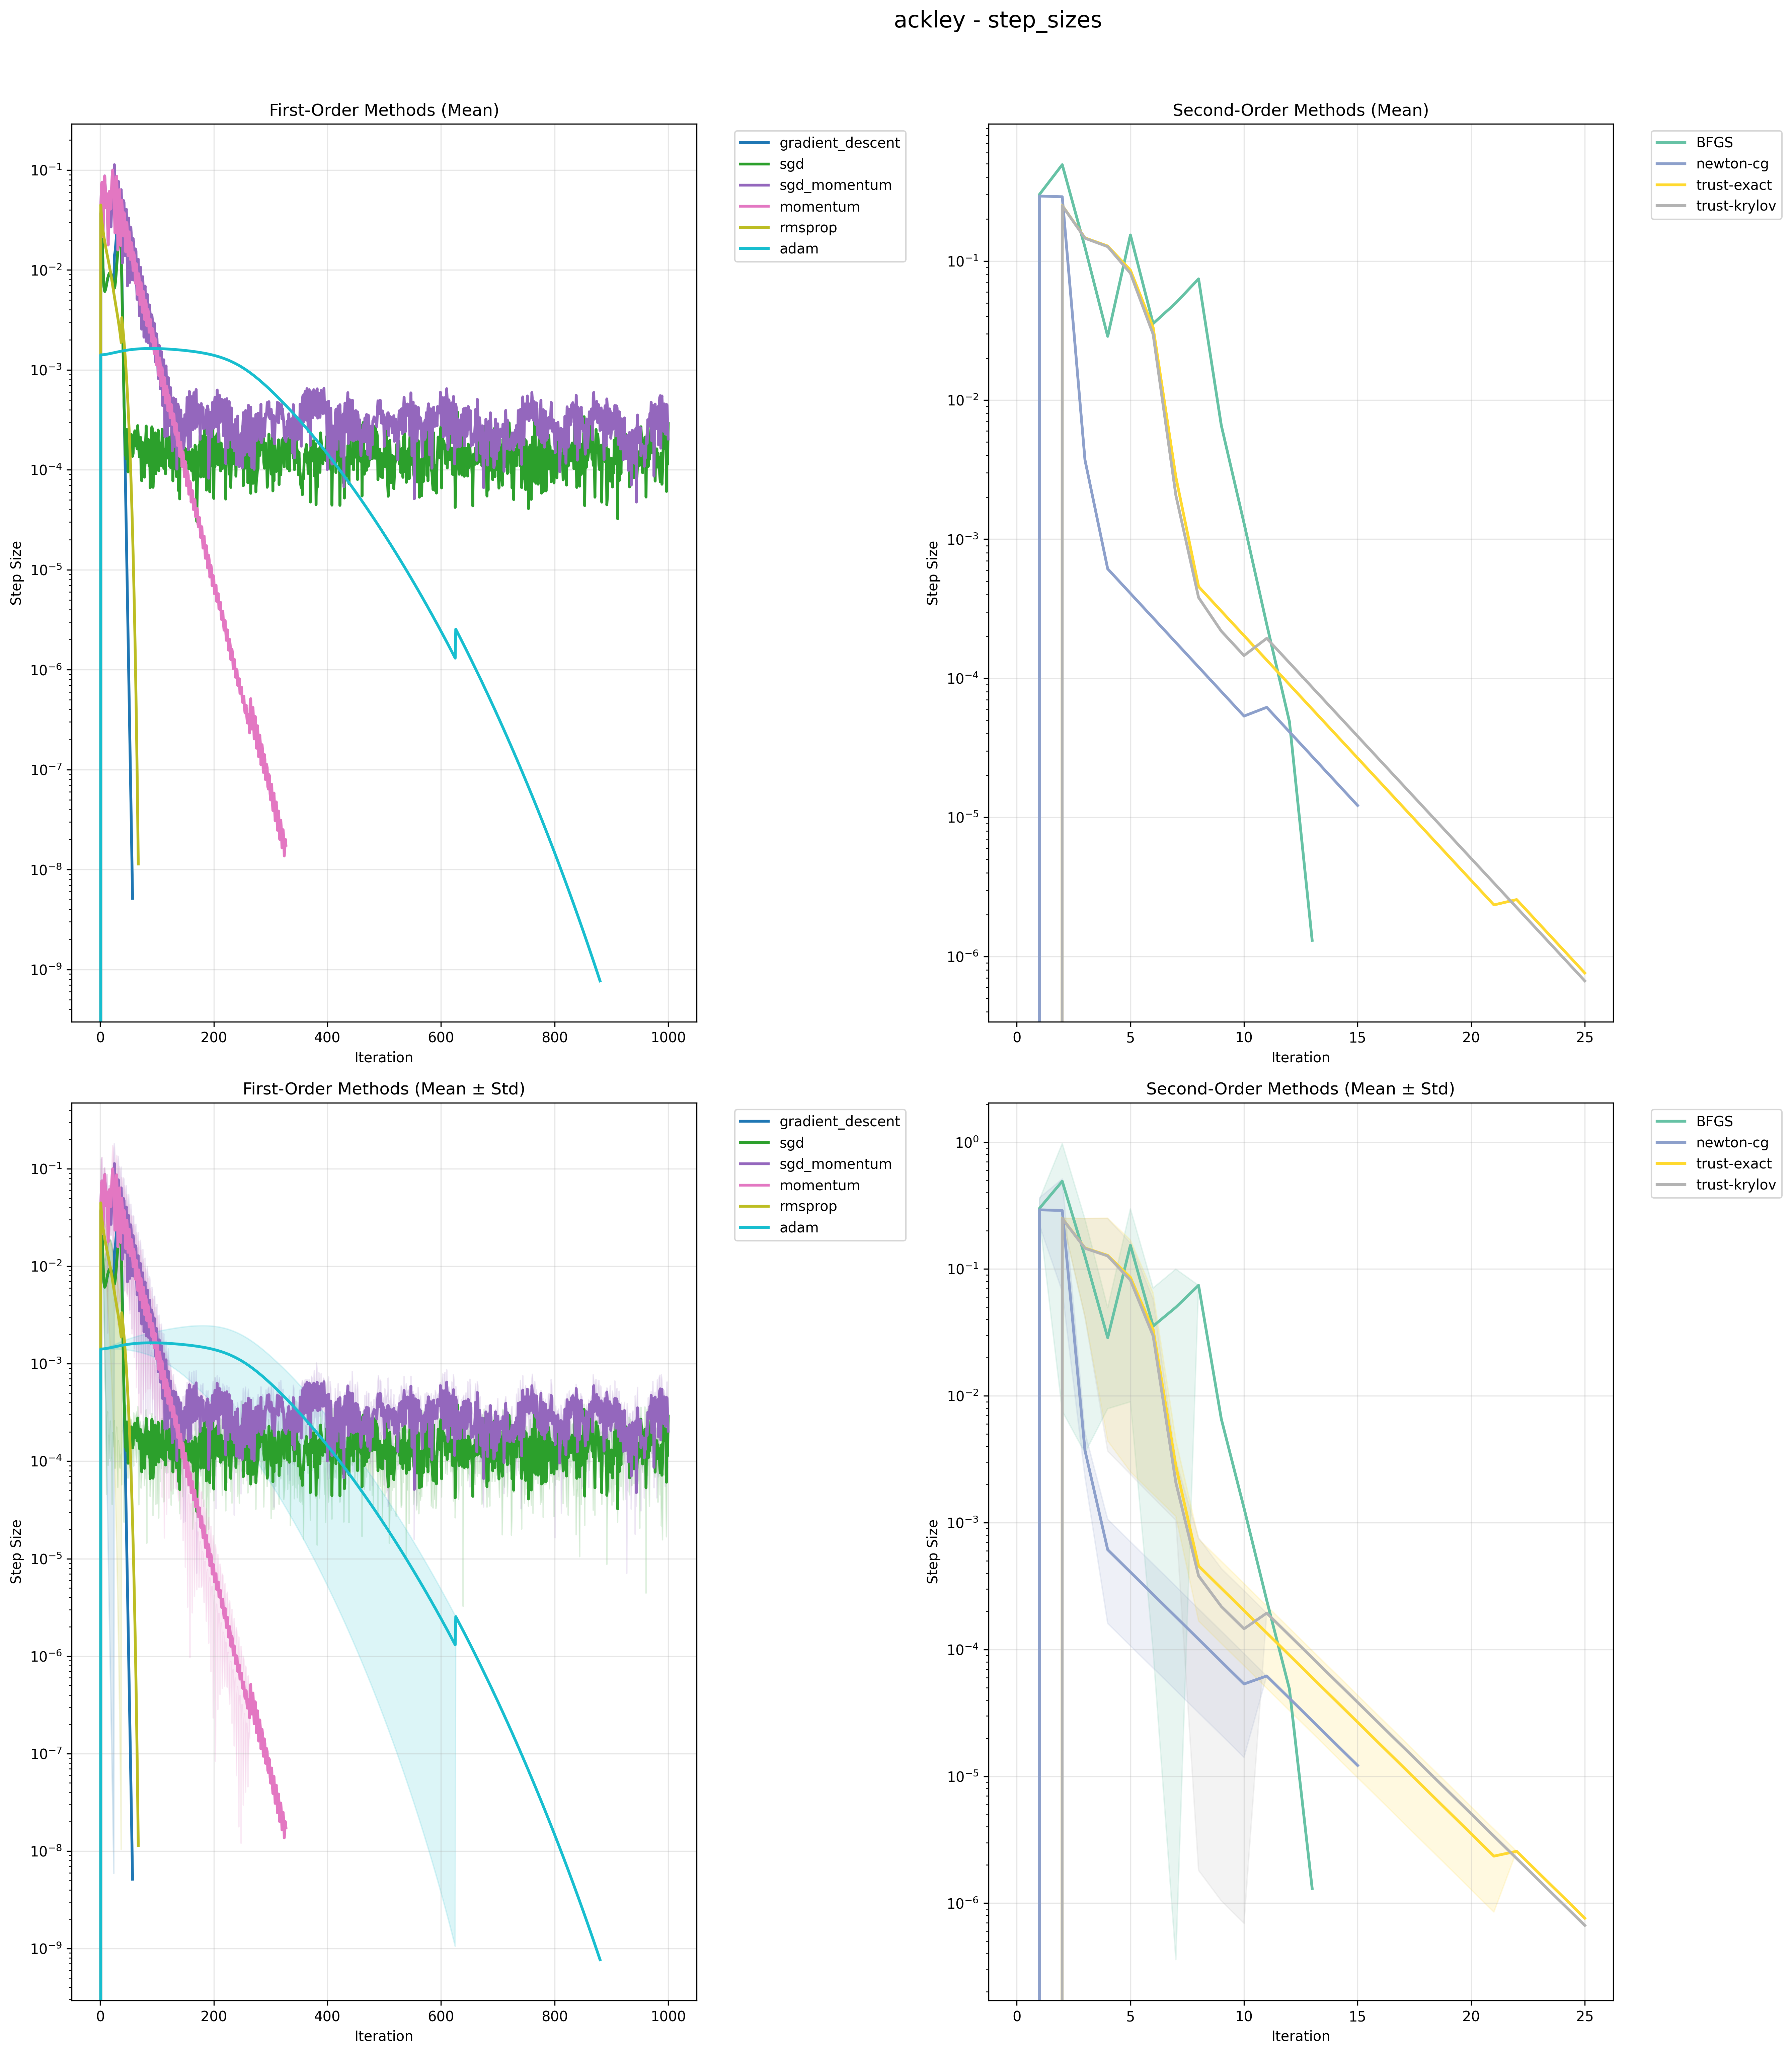 ackley - step_sizes
First-Order Methods (Mean)
10⁻¹
10⁻²
10⁻³
10⁻⁴
10⁻⁵
10⁻⁶
10⁻⁷
10⁻⁸
10⁻⁹
Step Size
0 200 400 600 800 1000
Iteration
gradient_descent
sgd
sgd_momentum
momentum
rmsprop
adam
Second-Order Methods (Mean)
10⁻¹
10⁻²
10⁻³
10⁻⁴
10⁻⁵
10⁻⁶
Step Size
0 5 10 15 20 25
Iteration
BFGS
newton-cg
trust-exact
trust-krylov
First-Order Methods (Mean ± Std)
10⁻¹
10⁻²
10⁻³
10⁻⁴
10⁻⁵
10⁻⁶
10⁻⁷
10⁻⁸
10⁻⁹
Step Size
0 200 400 600 800 1000
Iteration
gradient_descent
sgd
sgd_momentum
momentum
rmsprop
adam
Second-Order Methods (Mean ± Std)
10⁰
10⁻¹
10⁻²
10⁻³
10⁻⁴
10⁻⁵
10⁻⁶
Step Size
0 5 10 15 20 25
Iteration
BFGS
newton-cg
trust-exact
trust-krylov